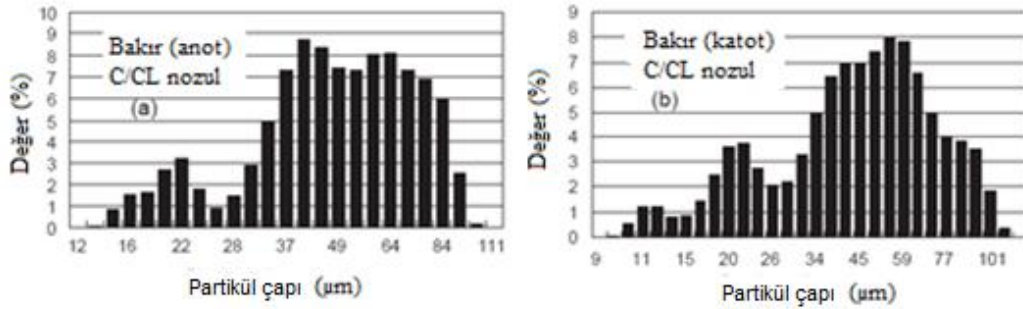 10
9
8
7
6
5
4
3
2
1
0
Değer (%)
Bakır (anot)
C/CL nozul
(a)
12 16 22 28 37 49 64 84 111
Partikül çapı (µm)
9
8
7
6
5
4
3
2
1
0
Değer (%)
Bakır (katot)
C/CL nozul
(b)
9 11 15 20 26 34 45 59 77 101
Partikül çapı (µm)